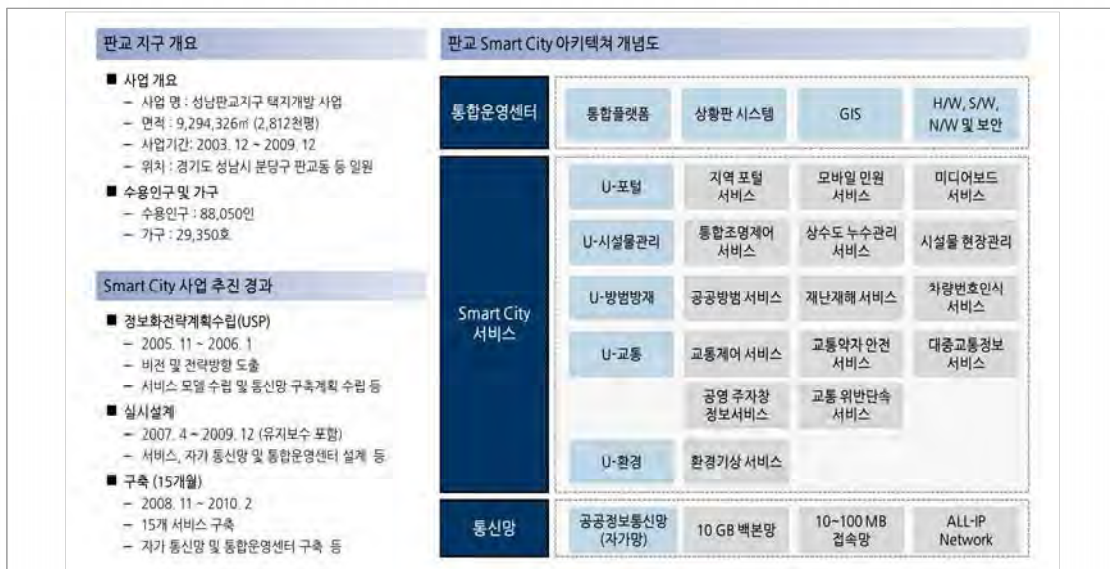 판교 지구 개요
■ 사업 개요
– 사업 명 : 성남판교지구 택지개발 사업
– 면적 : 9,294,326㎡ (2,812천평)
– 사업기간: 2003. 12 ~ 2009. 12
– 위치 : 경기도 성남시 분당구 판교동 등 일원
■ 수용인구 및 가구
– 수용인구 : 88,050인
– 가구 : 29,350호
Smart City 사업 추진 경과
■ 정보화전략계획수립(USP)
– 2005. 11 ~ 2006. 1
– 비전 및 전략방향 도출
– 서비스 모델 수립 및 통신망 구축계획 수립 등
■ 실시설계
– 2007. 4 ~ 2009. 12 (유지보수 포함)
– 서비스, 자가 통신망 및 통합운영센터 설계 등
■ 구축 (15개월)
– 2008. 11 ~ 2010. 2
– 15개 서비스 구축
– 자가 통신망 및 통합운영센터 구축 등
판교 Smart City 아키텍쳐 개념도
통합운영센터
통합플랫폼
상황판 시스템
GIS
H/W, S/W,
N/W 및 보안
Smart City
서비스
U-포털
지역 포털
서비스
모바일 민원
서비스
미디어보드
서비스
U-시설물관리
통합조명제어
서비스
상수도 누수관리
서비스
시설물 현장관리
U-방범방재
공공방범 서비스
재난재해 서비스
차량번호인식
서비스
U-교통
교통제어 서비스
교통약자 안전
서비스
대중교통정보
서비스
공영 주차장
정보서비스
교통 위반단속
서비스
U-환경
환경기상 서비스
통신망
공공정보통신망
(자가망)
10 GB 백본망
10~100 MB
접속망
ALL-IP
Network